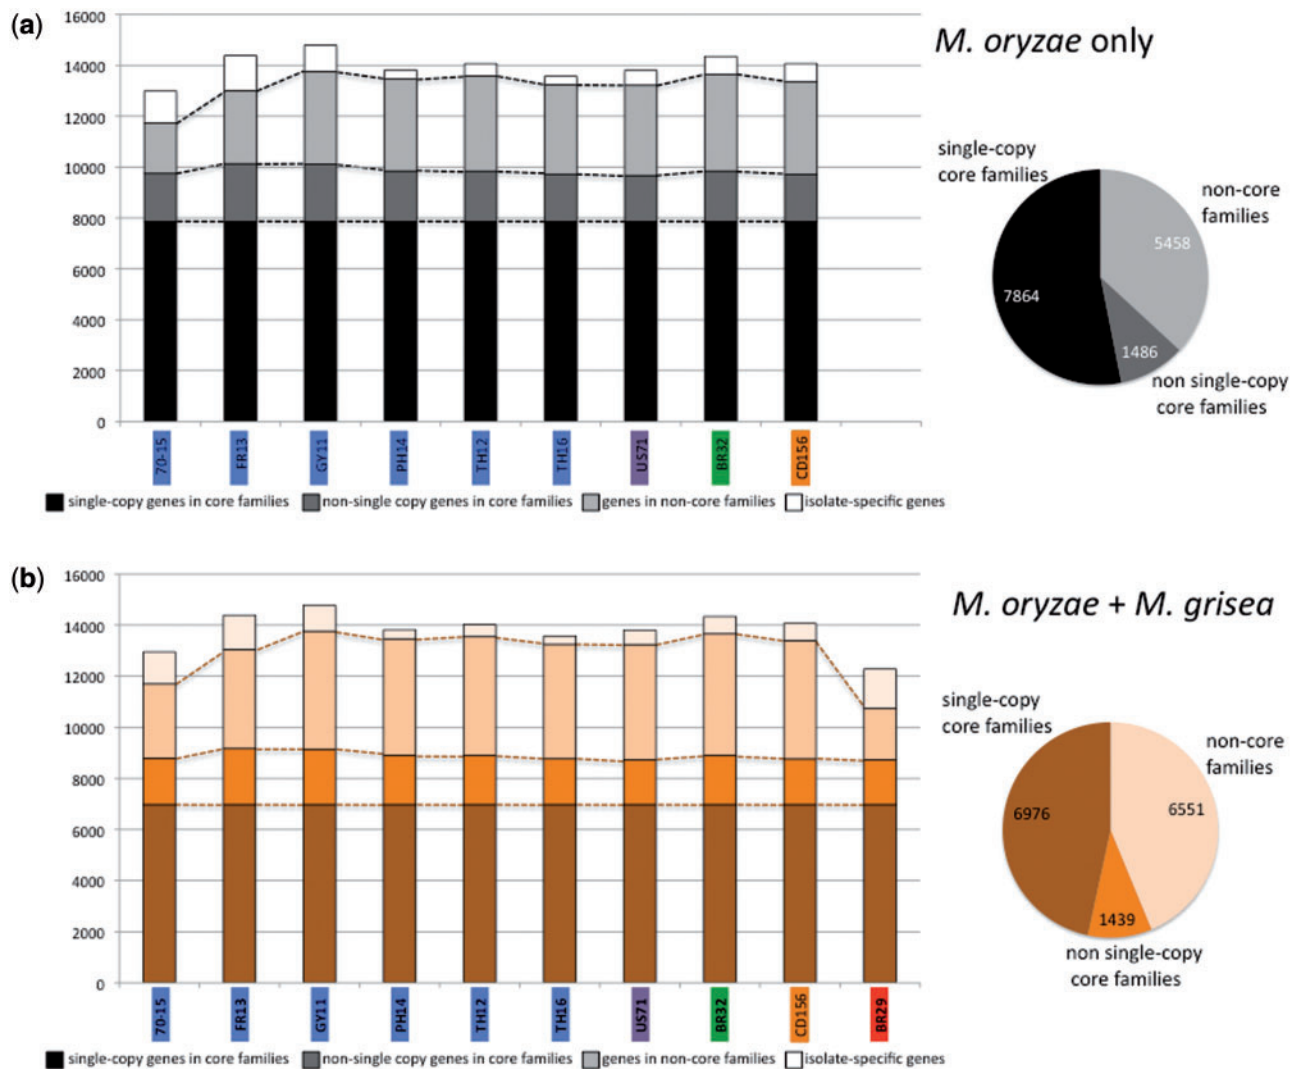 (a)
16000
14000
12000
10000
8000
6000
4000
2000
0
70-15
FR13
GY11
PH14
TH12
TH16
US71
BR32
CD156
single-copy genes in core families
non-single copy genes in core families
genes in non-core families
isolate-specific genes
M. oryzae only
single-copy
core families
non-core
families
5458
7864
1486
non single-copy
core families
(b)
16000
14000
12000
10000
8000
6000
4000
2000
0
70-15
FR13
GY11
PH14
TH12
TH16
US71
BR32
CD156
BR29
single-copy genes in core families
non-single copy genes in core families
genes in non-core families
isolate-specific genes
M. oryzae + M. grisea
single-copy
core families
non-core
families
6976
6551
1439
non single-copy
core families